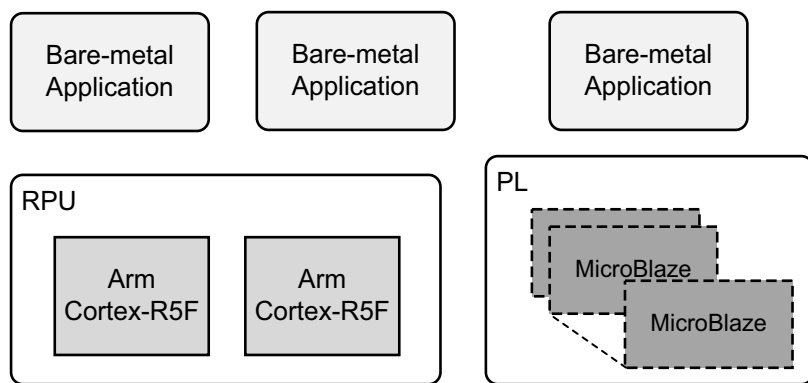 Bare-metal
Application
Bare-metal
Application
Bare-metal
Application
RPU
Arm
Cortex-R5F
Arm
Cortex-R5F
PL
MicroBlaze
MicroBlaze